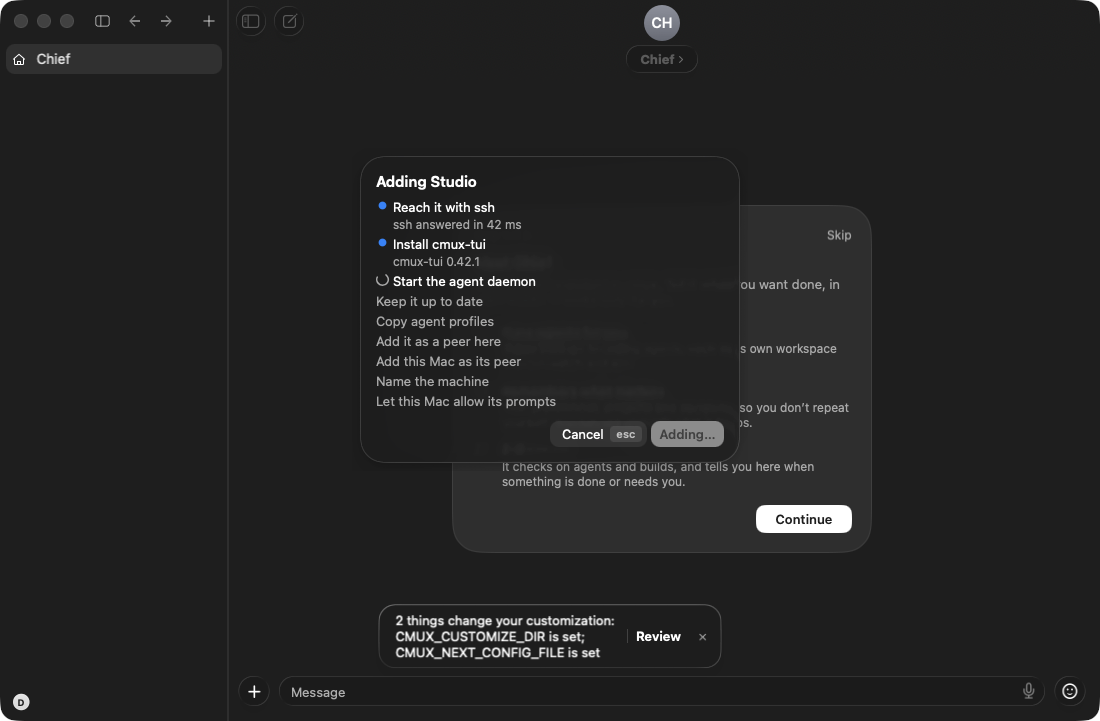 Chief
CH
Chief ›
Adding Studio
Reach it with ssh
ssh answered in 42 ms
Install cmux-tui
cmux-tui 0.42.1
Start the agent daemon
Keep it up to date
Copy agent profiles
Add it as a peer here
Add this Mac as its peer
Name the machine
Let this Mac allow its prompts
Cancel esc Adding...
Skip
you want done, in
own workspace
so you don't repeat
It checks on agents and builds, and tells you here when
something is done or needs you.
Continue
2 things change your customization:
CMUX_CUSTOMIZE_DIR is set;
CMUX_NEXT_CONFIG_FILE is set
Review ×
Message
D